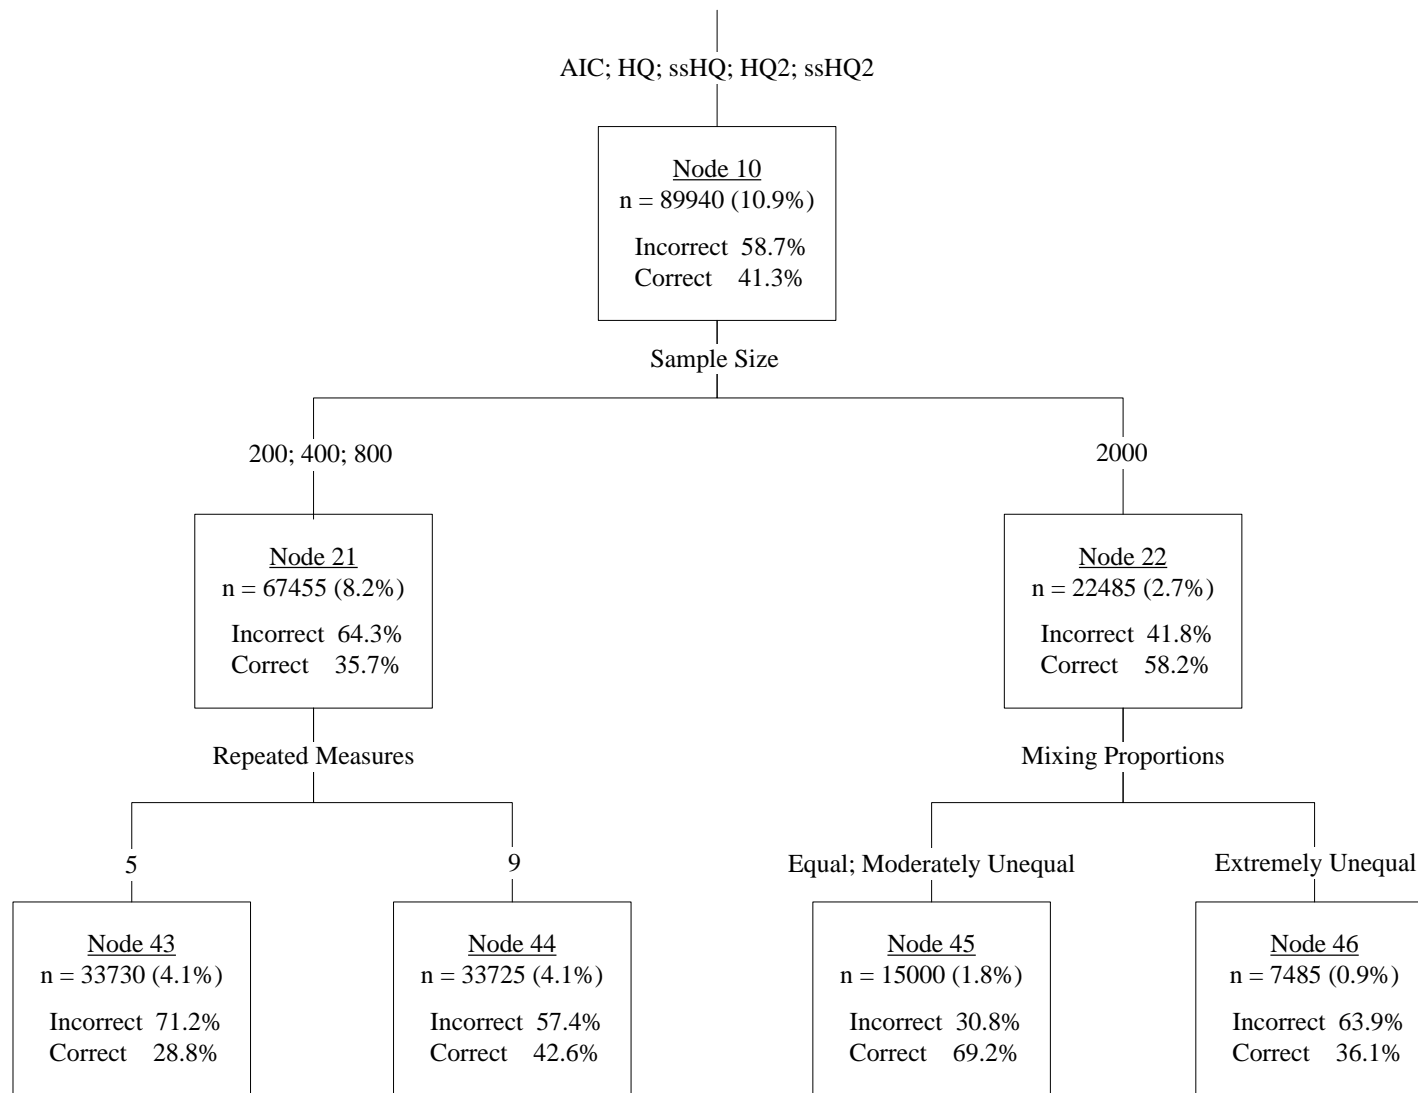 AIC; HQ; ssHQ; HQ2; ssHQ2
Node 10
n = 89940 (10.9%)
Incorrect 58.7%
Correct 41.3%
Sample Size
200; 400; 800
2000
Node 21
n = 67455 (8.2%)
Incorrect 64.3%
Correct 35.7%
Node 22
n = 22485 (2.7%)
Incorrect 41.8%
Correct 58.2%
Repeated Measures
Mixing Proportions
5
9
Equal; Moderately Unequal
Extremely Unequal
Node 43
n = 33730 (4.1%)
Incorrect 71.2%
Correct 28.8%
Node 44
n = 33725 (4.1%)
Incorrect 57.4%
Correct 42.6%
Node 45
n = 15000 (1.8%)
Incorrect 30.8%
Correct 69.2%
Node 46
n = 7485 (0.9%)
Incorrect 63.9%
Correct 36.1%